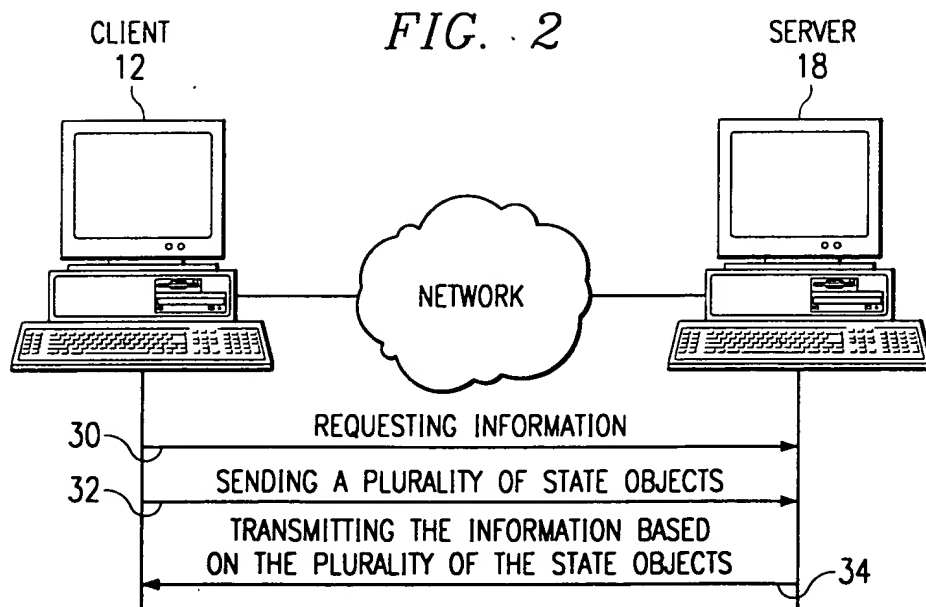 FIG. 2
CLIENT
12
SERVER
18
NETWORK
30
REQUESTING INFORMATION
32
SENDING A PLURALITY OF STATE OBJECTS
TRANSMITTING THE INFORMATION BASED
ON THE PLURALITY OF THE STATE OBJECTS
34